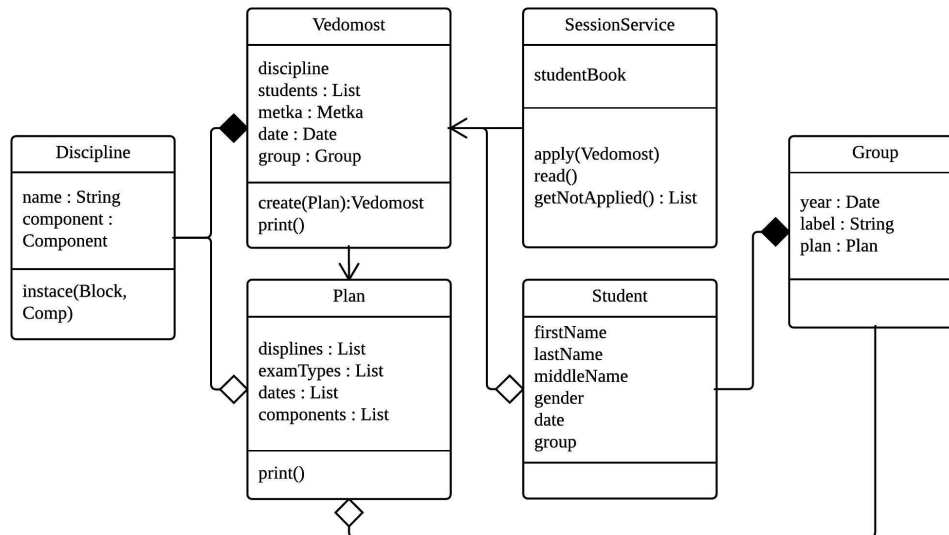 Vedomost
discipline
students : List
metka : Metka
date : Date
group : Group
create(Plan):Vedomost
print()
SessionService
studentBook
apply(Vedomost)
read()
getNotApplied() : List
Discipline
name : String
component :
Component
instace(Block,
Comp)
Group
year : Date
label : String
plan : Plan
Plan
displines : List
examTypes : List
dates : List
components : List
print()
Student
firstName
lastName
middleName
gender
date
group